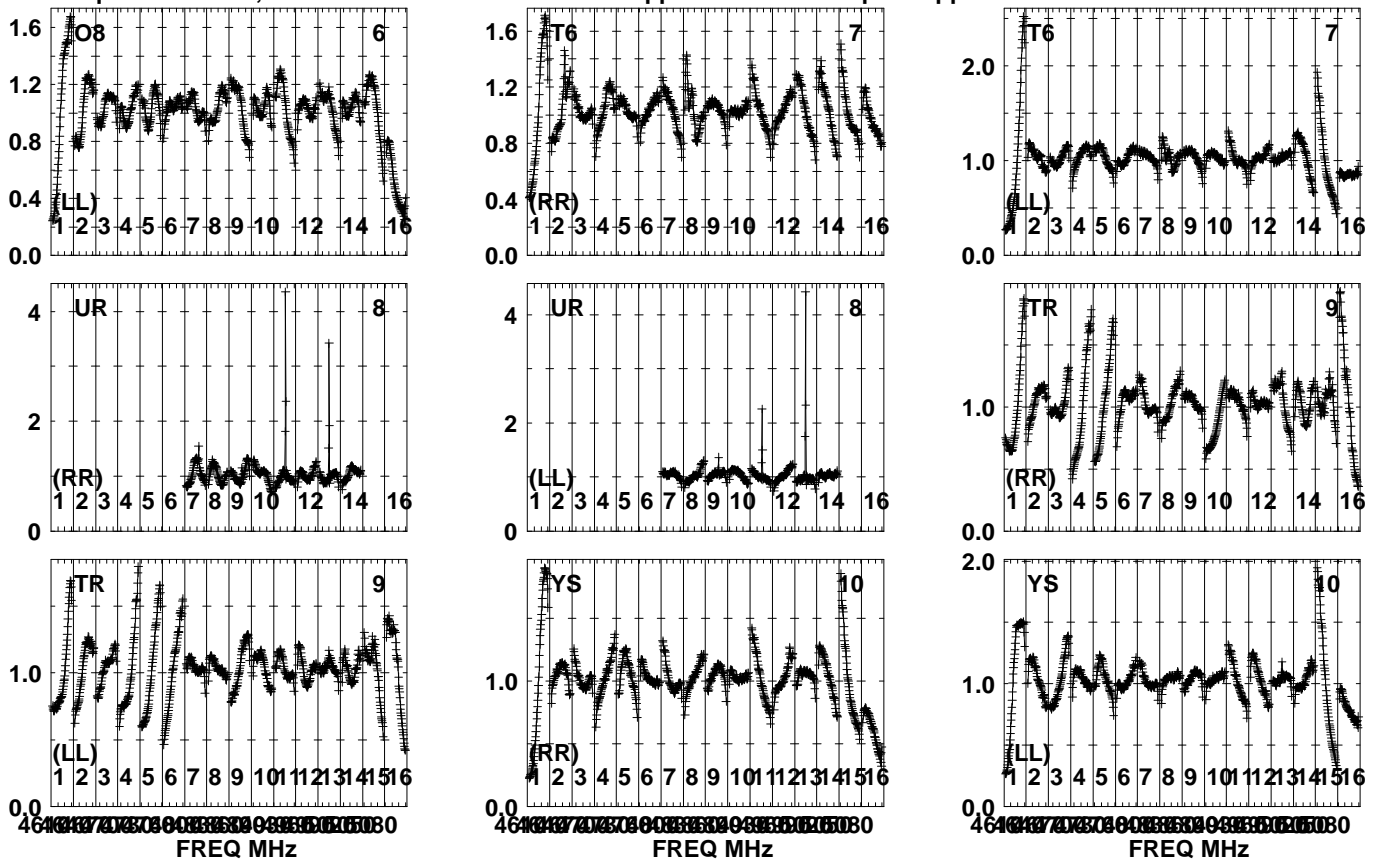 1.6 O8 6
1.2
0.8
0.4
(LL)
1 2 3 4 5 6 7 8 9 10 12 14 16
0.0
1.6 T6 7
1.2
0.8
0.4
(RR)
1 2 3 4 5 6 7 8 9 10 12 14 16
0.0
T6 7
2.0
1.0
(LL)
1 2 3 4 5 6 7 8 9 10 12 14 16
0.0
UR 8
4
2
(RR)
1 2 3 4 5 6 7 8 9 10 12 14 16
0
UR 8
4
2
(LL)
1 2 3 4 5 6 7 8 9 10 12 14 16
0
TR 9
1.0
(RR)
1 2 3 4 5 6 7 8 9 10 12 14 16
0.0
TR 9
1.0
(LL)
1 2 3 4 5 6 7 8 9 10 11 12 13 14 15 16
0.0
FREQ MHz
YS 10
1.0
(RR)
1 2 3 4 5 6 7 8 9 10 11 12 13 14 15 16
0.0
FREQ MHz
2.0 YS 10
1.0
(LL)
1 2 3 4 5 6 7 8 9 10 11 12 13 14 15 16
0.0
FREQ MHz